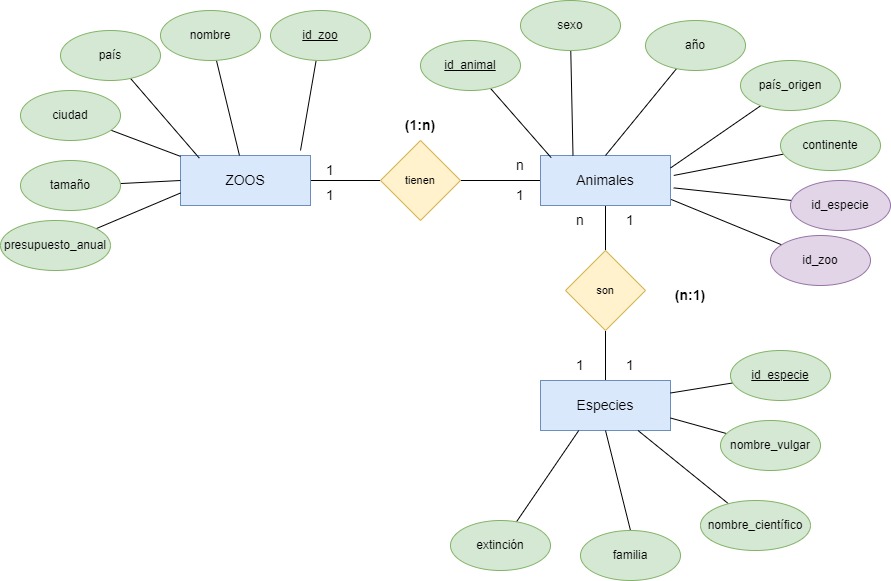 sexo
nombre
id_zoo
año
país
id_animal
país_origen
ciudad
(1:n)
continente
1
n
ZOOS
tienen
Animales
tamaño
1
1
id_especie
n
1
presupuesto_anual
id_zoo
son
(n:1)
1
1
id_especie
Especies
nombre_vulgar
nombre_científico
extinción
familia